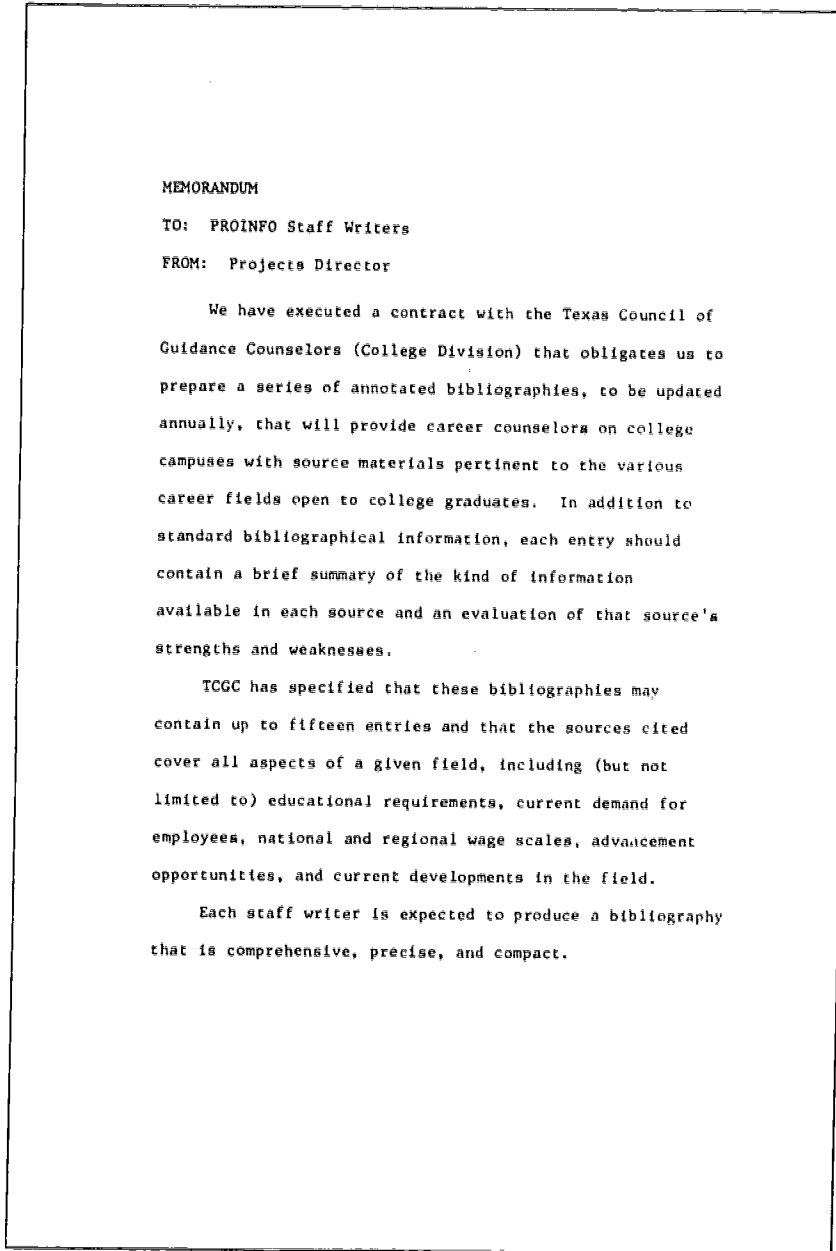 MEMORANDUM
TO: PROINFO Staff Writers
FROM: Projects Director
We have executed a contract with the Texas Council of
Guidance Counselors (College Division) that obligates us to
prepare a series of annotated bibliographies, to be updated
annually, that will provide career counselors on college
campuses with source materials pertinent to the various
career fields open to college graduates. In addition to
standard bibliographical information, each entry should
contain a brief summary of the kind of information
available in each source and an evaluation of that source's
strengths and weaknesses.
TCGC has specified that these bibliographies may
contain up to fifteen entries and that the sources cited
cover all aspects of a given field, including (but not
limited to) educational requirements, current demand for
employees, national and regional wage scales, advancement
opportunities, and current developments in the field.
Each staff writer is expected to produce a bibliography
that is comprehensive, precise, and compact.